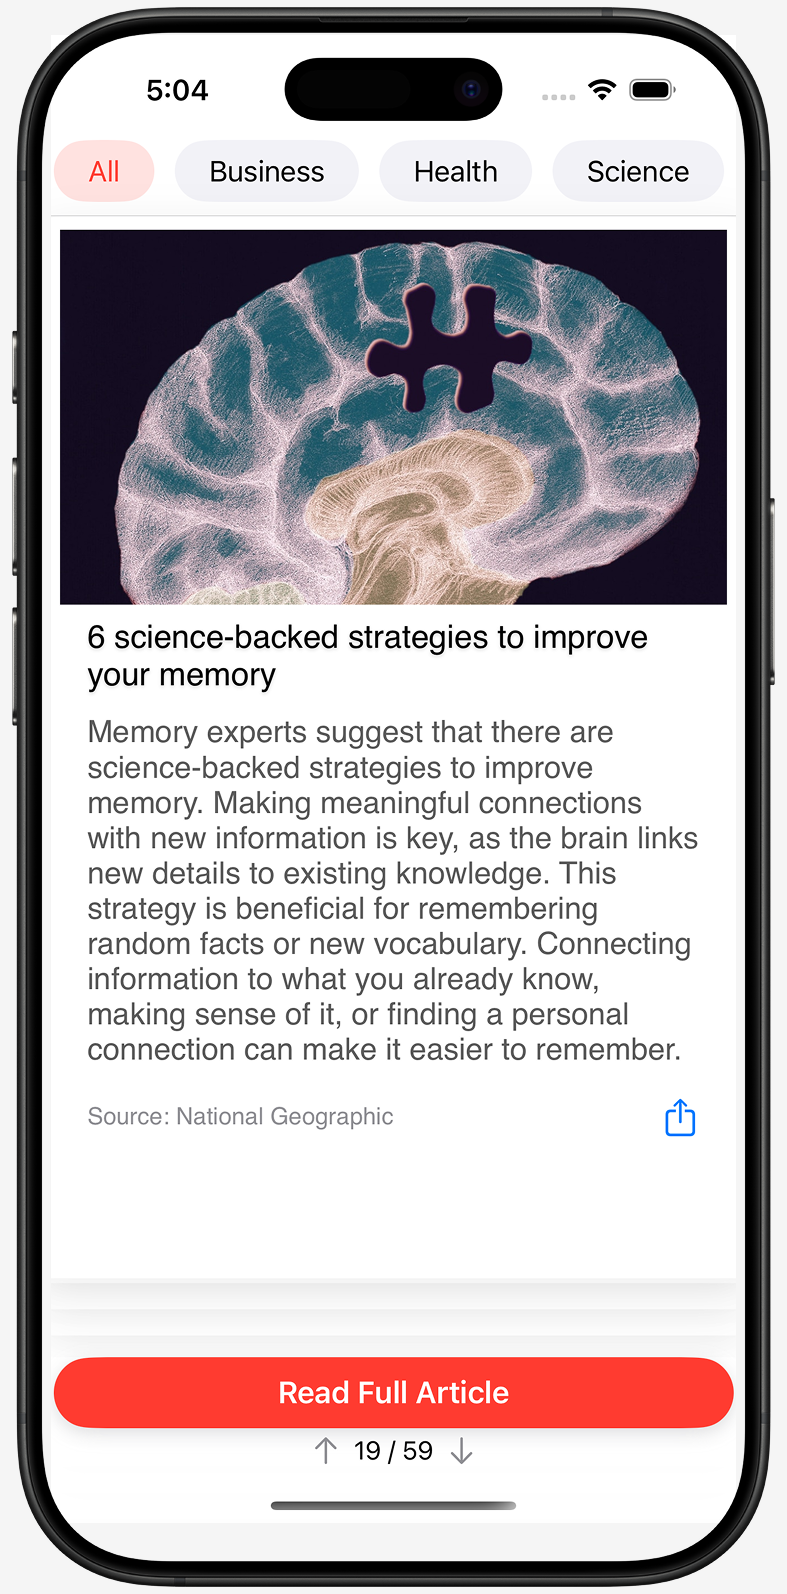 5:04
All
Business
Health
Science
6 science-backed strategies to improve
your memory
Memory experts suggest that there are
science-backed strategies to improve
memory. Making meaningful connections
with new information is key, as the brain links
new details to existing knowledge. This
strategy is beneficial for remembering
random facts or new vocabulary. Connecting
information to what you already know,
making sense of it, or finding a personal
connection can make it easier to remember.
Source: National Geographic
Read Full Article
19 / 59